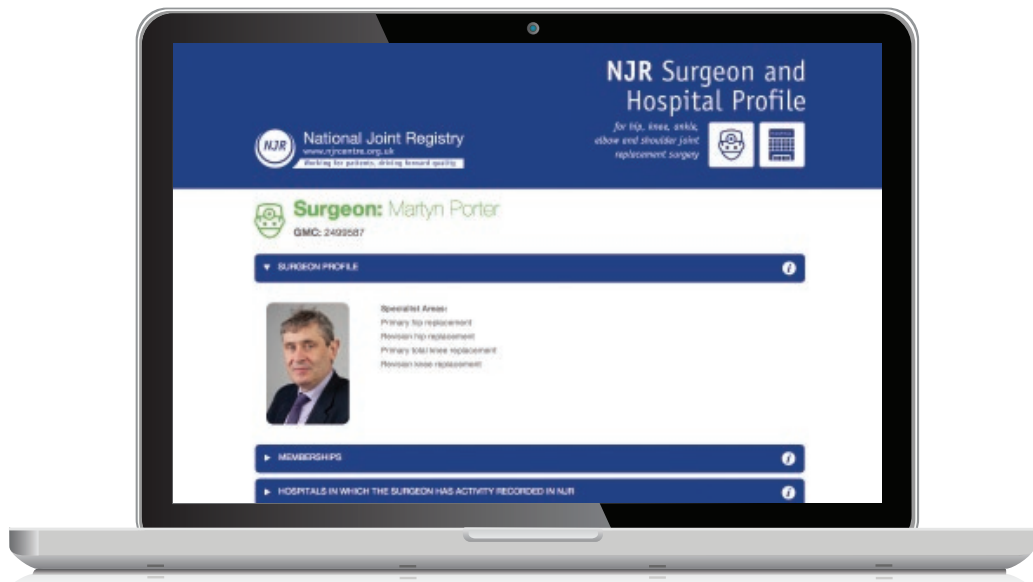 NJR Surgeon and
Hospital Profile
for hip, knee, ankle,
elbow and shoulder joint
replacement surgery
NJR
National Joint Registry
www.njrcentre.org.uk
Working for patients, driving forward quality
Surgeon: Martyn Porter
GMC: 2499587
SURGEON PROFILE
Specialist Areas:
Primary hip replacement
Revision hip replacement
Primary total knee replacement
Revision knee replacement
MEMBERSHIPS
HOSPITALS IN WHICH THE SURGEON HAS ACTIVITY RECORDED IN NJR